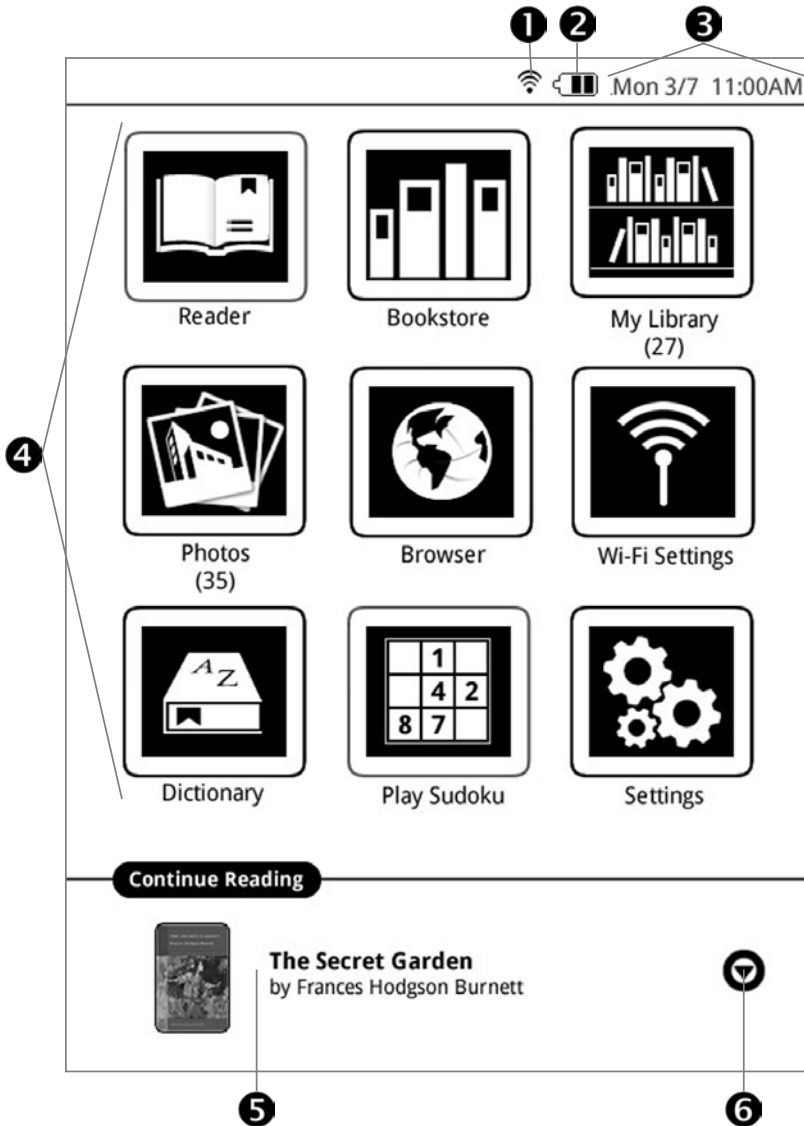 1 2 3
Mon 3/7 11:00AM
Reader Bookstore My Library
(27)
4
Photos Browser Wi-Fi Settings
(35)
A Z
1
4 2
8 7
Dictionary Play Sudoku Settings
Continue Reading
The Secret Garden
by Frances Hodgson Burnett
5 6